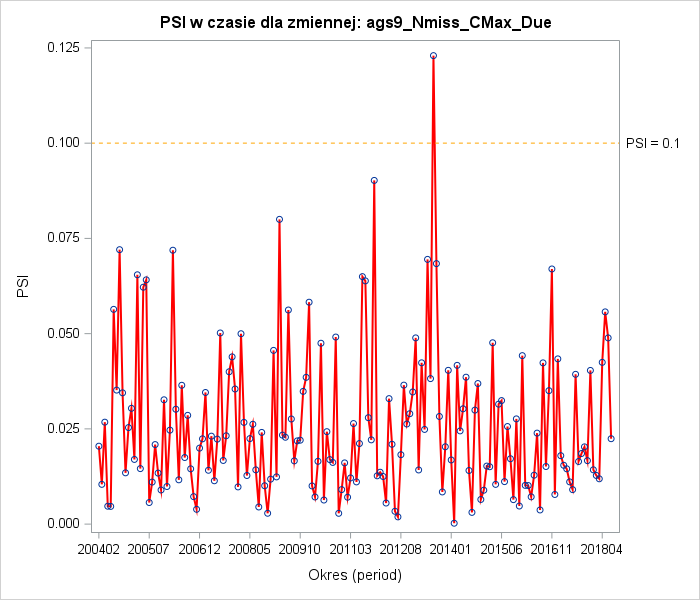 PSI w czasie dla zmiennej: ags9_Nmiss_CMax_Due
PSI
0.125
0.100
0.075
0.050
0.025
0.000
PSI = 0.1
200402 200507 200612 200805 200910 201103 201208 201401 201506 201611 201804
Okres (period)